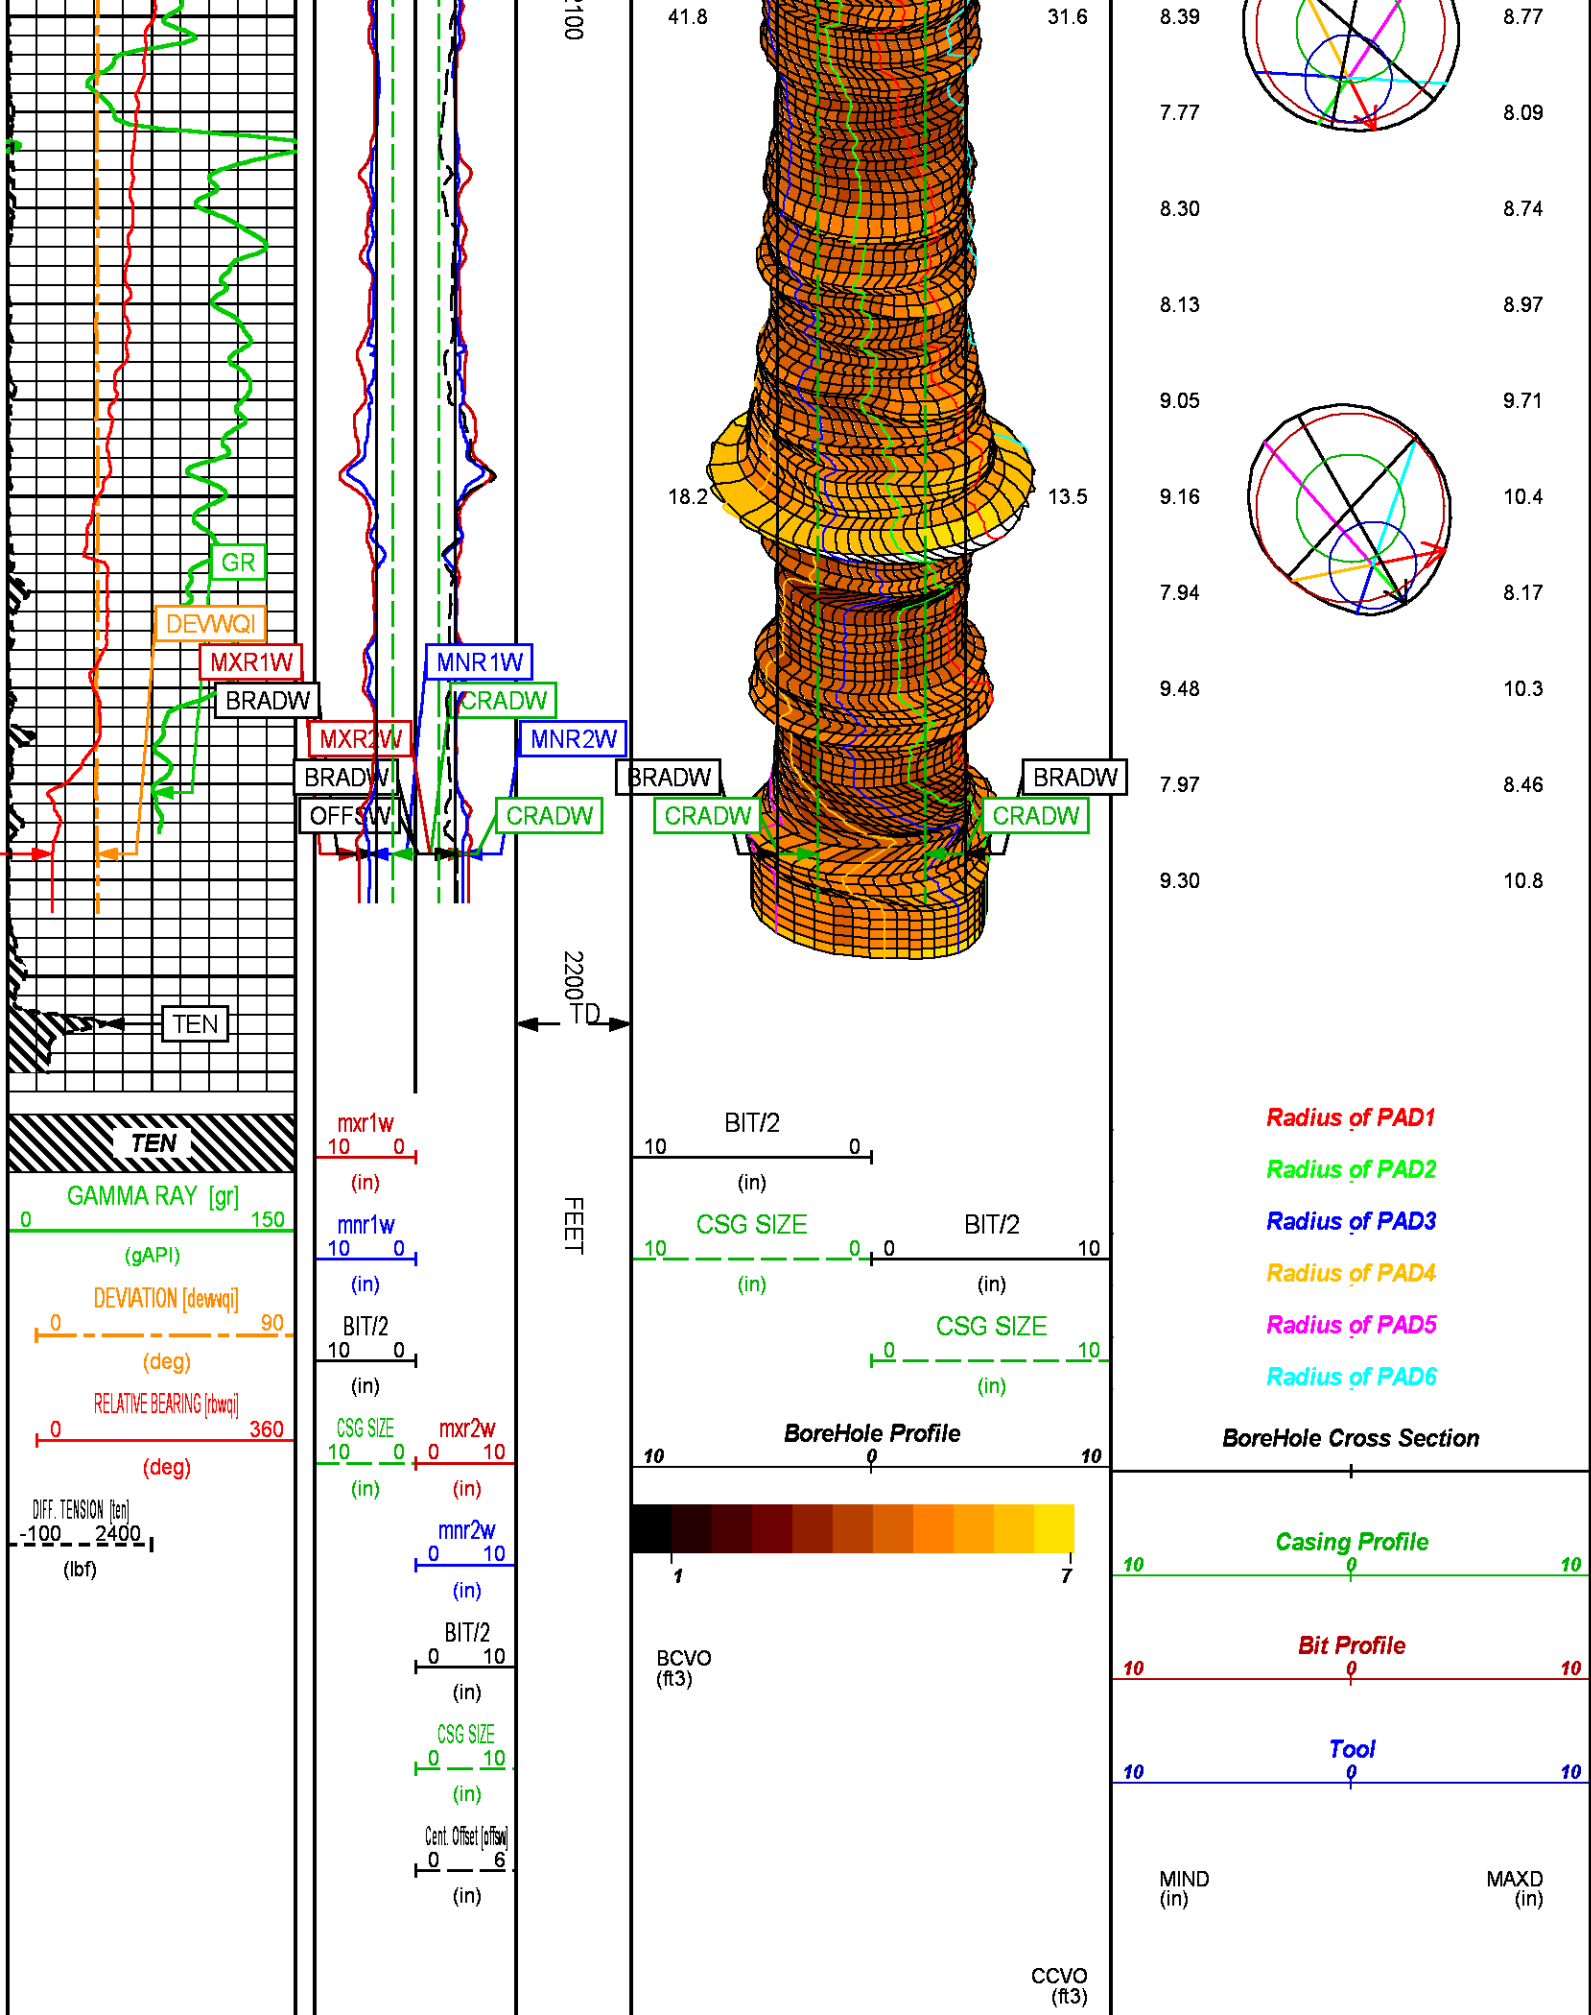 2100
41.8
31.6
8.39
8.77
7.77
8.09
8.30
8.74
8.13
8.97
9.05
9.71
18.2
13.5
9.16
10.4
GR
7.94
8.17
DEVWQI
MXR1W
MNR1W
BRADW
CRADW
9.48
10.3
MXR2W
MNR2W
BRADW
BRADW
BRADW
7.97
8.46
OFFSW
CRADW
CRADW
CRADW
9.30
10.8
2200
TD
TEN
TEN
GAMMA RAY [gr]
0 150
(gAPI)
DEVIATION [devwqi]
0 90
(deg)
RELATIVE BEARING [rbwqi]
0 360
(deg)
DIFF. TENSION [ten]
-100 2400
(lbf)
mxr1w
10 0
(in)
mnr1w
10 0
(in)
BIT/2
10 0
(in)
CSG SIZE
10 0
(in)
mxr2w
0 10
(in)
mnr2w
0 10
(in)
BIT/2
0 10
(in)
CSG SIZE
0 10
(in)
Cent. Offset [offsw]
0 6
(in)
FEET
BIT/2
10 0
(in)
CSG SIZE
10 0
(in)
BIT/2
0 10
(in)
CSG SIZE
0 10
(in)
BoreHole Profile
10 0 10
1 7
BCVO
(ft3)
CCVO
(ft3)
Radius of PAD1
Radius of PAD2
Radius of PAD3
Radius of PAD4
Radius of PAD5
Radius of PAD6
BoreHole Cross Section
Casing Profile
10 0 10
Bit Profile
10 0 10
Tool
10 0 10
MIND
(in)
MAXD
(in)